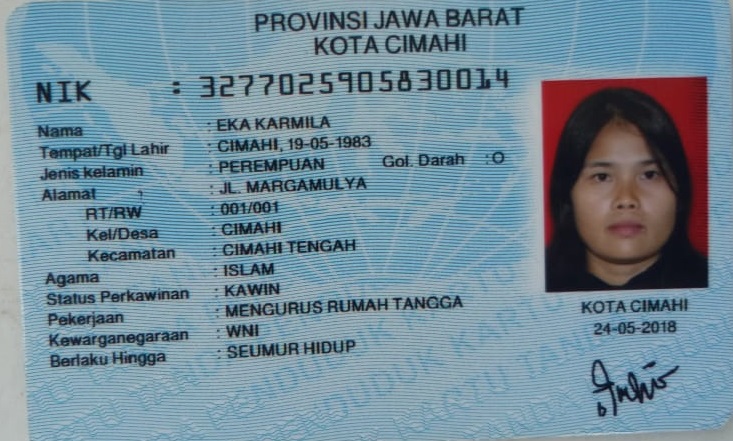 PROVINSI JAWA BARAT
KOTA CIMAHI
NIK : 3277025905830014
Nama : EKA KARMILA
Tempat/Tgl Lahir : CIMAHI, 19-05-1983
Jenis kelamin : PEREMPUAN Gol. Darah : O
Alamat : JL. MARGAMULYA
RT/RW : 001/001
Kel/Desa : CIMAHI
Kecamatan : CIMAHI TENGAH
Agama : ISLAM
Status Perkawinan : KAWIN
Pekerjaan : MENGURUS RUMAH TANGGA
Kewarganegaraan : WNI
Berlaku Hingga : SEUMUR HIDUP
KOTA CIMAHI
24-05-2018